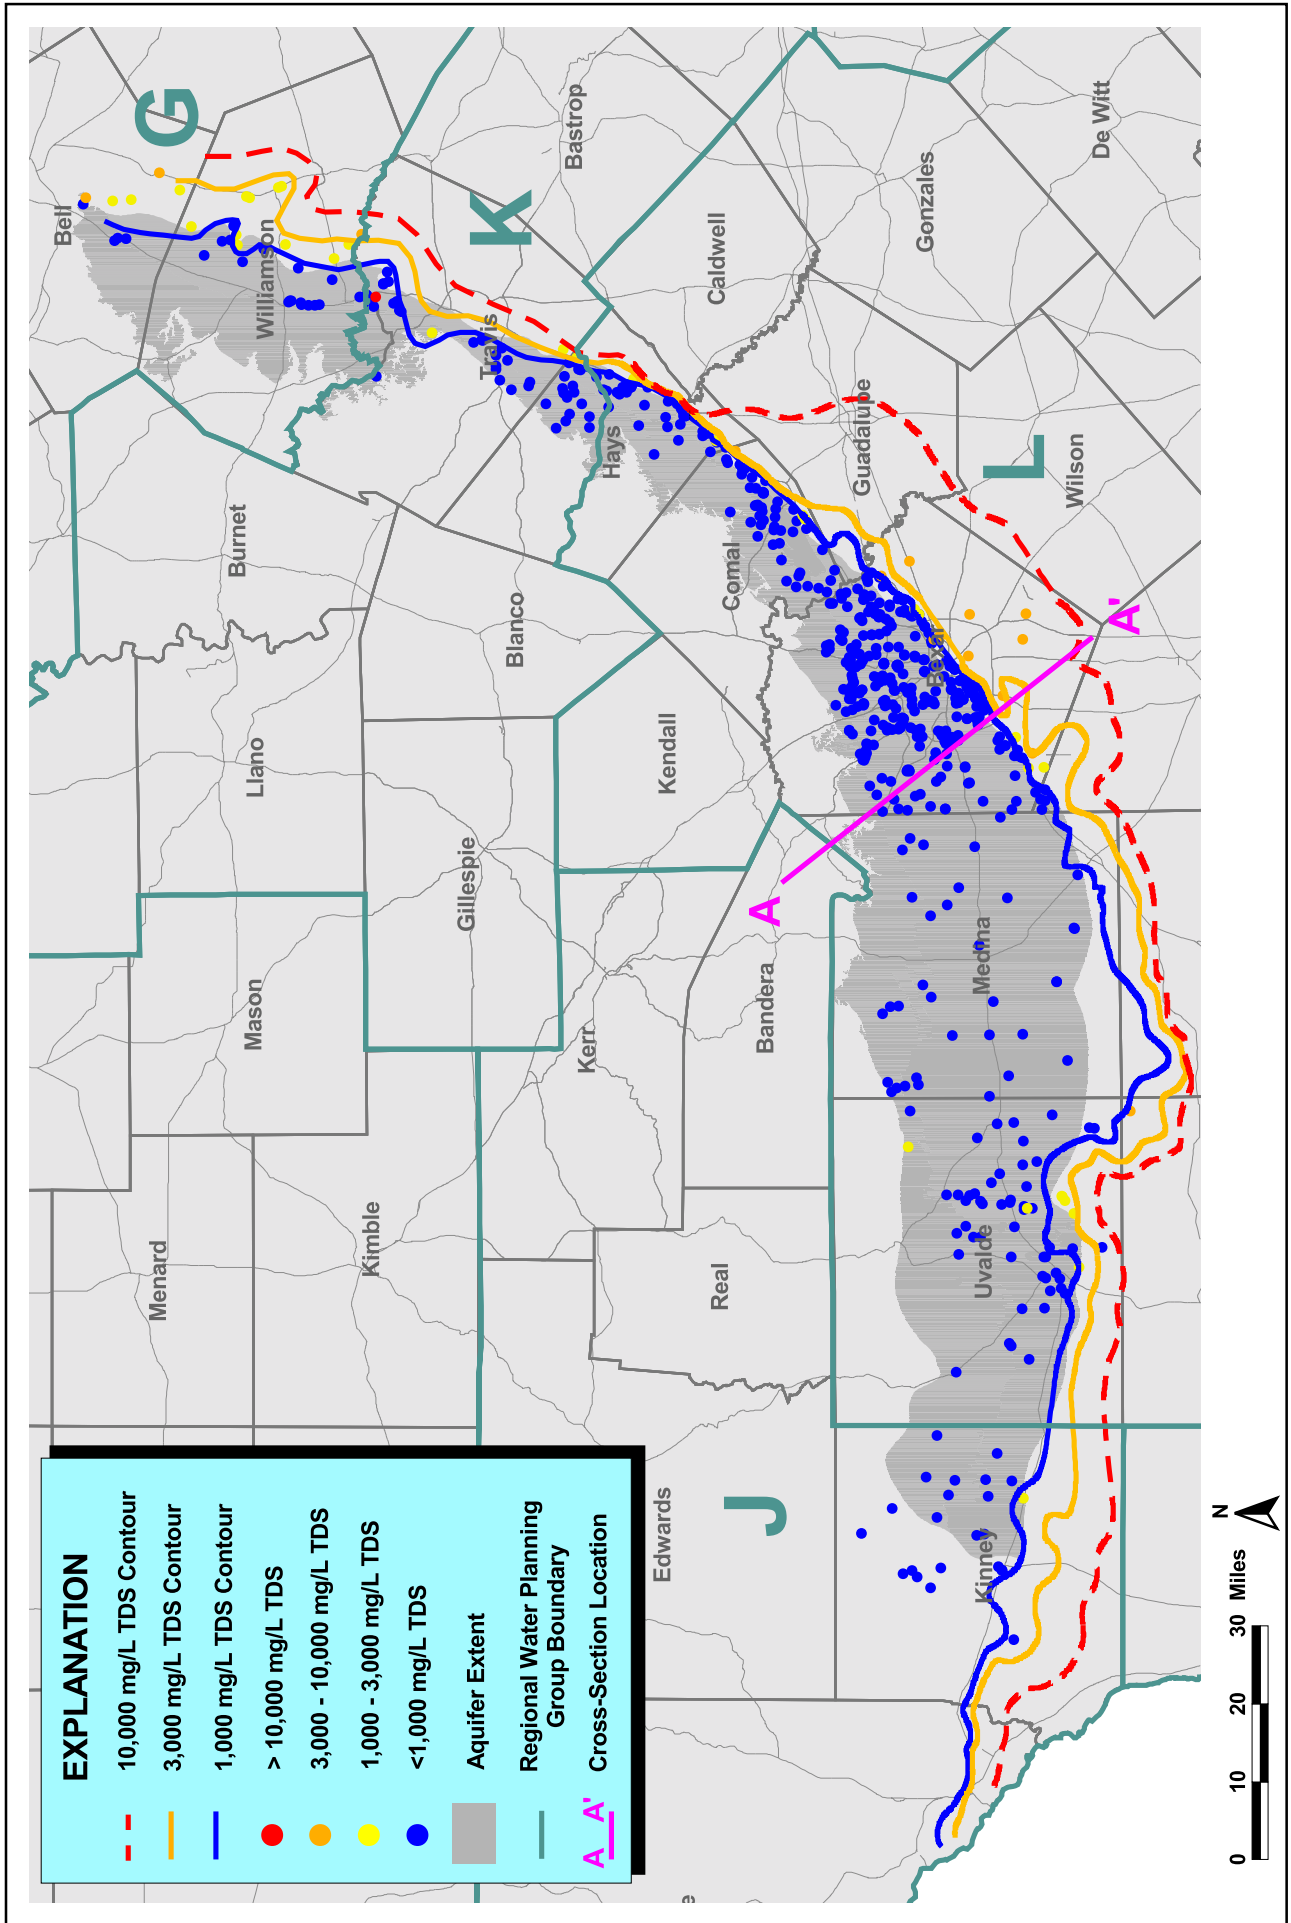 EXPLANATION
10,000 mg/L TDS Contour
3,000 mg/L TDS Contour
1,000 mg/L TDS Contour
> 10,000 mg/L TDS
3,000 - 10,000 mg/L TDS
1,000 - 3,000 mg/L TDS
<1,000 mg/L TDS
Aquifer Extent
Regional Water Planning
Group Boundary
A A' Cross-Section Location
Menard
Kimble
Mason
Llano
Burnet
Williamson
Bell
G
Edwards
J
Real
Kerr
Gillespie
Blanco
Kendall
Bandera
Comal
Hays
Travis
K
Bastrop
Caldwell
Guadalupe
Gonzales
De Witt
L
Wilson
Bexar
Medina
Uvalde
Kinney
A
A'
e
N
0 10 20 30 Miles